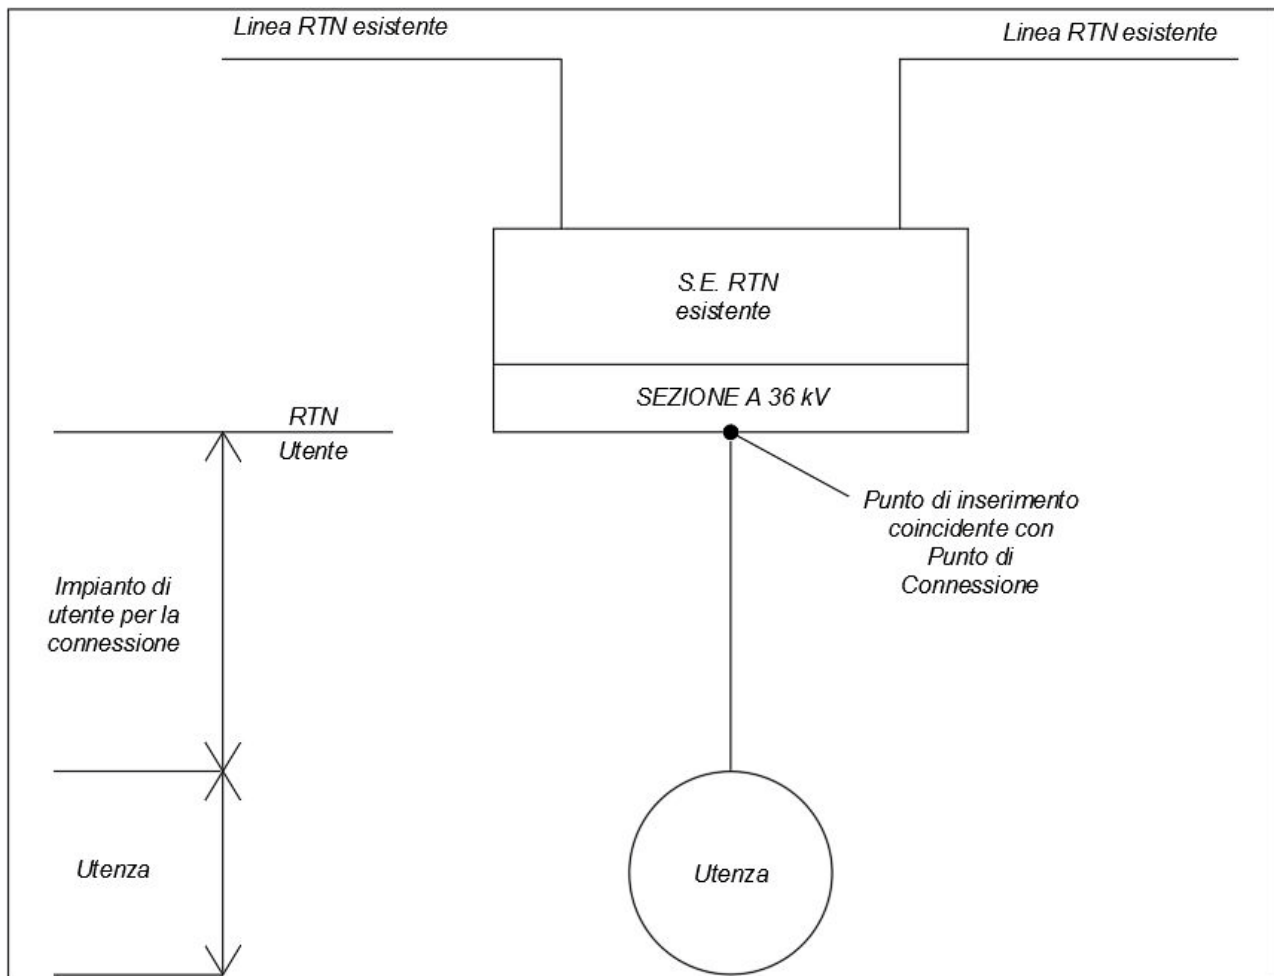 Linea RTN esistente
Linea RTN esistente
S.E. RTN
esistente
SEZIONE A 36 kV
RTN
Utente
Punto di inserimento
coincidente con
Punto di
Connessione
Impianto di
utente per la
connessione
Utenza
Utenza